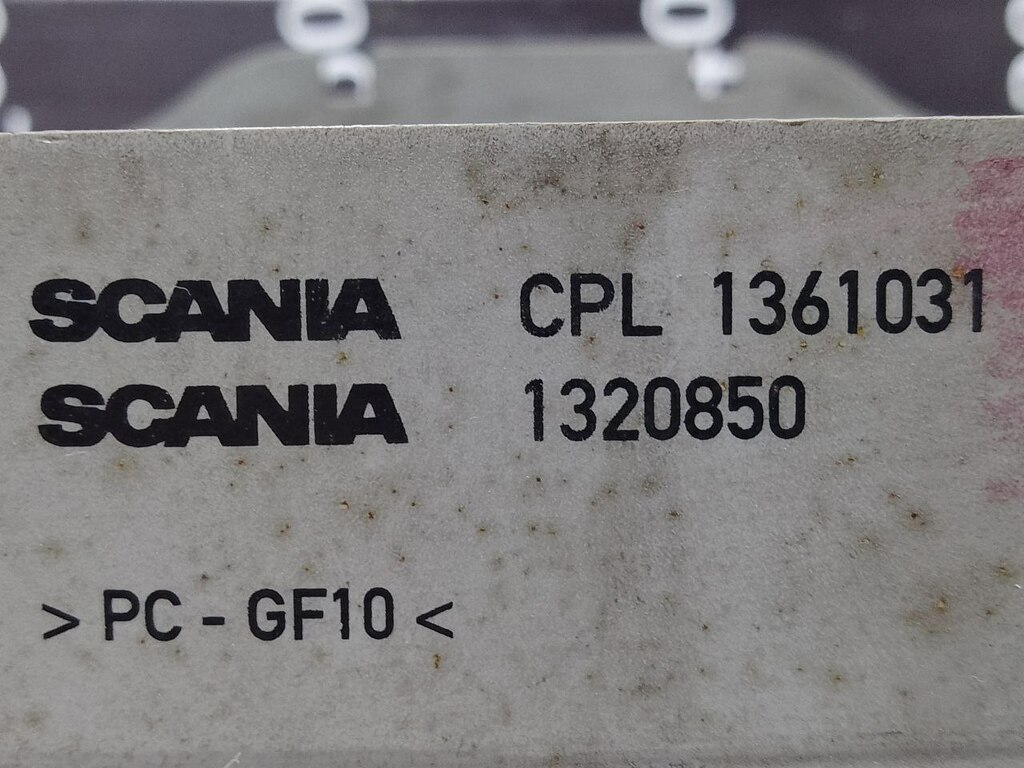 SCANIA CPL 1361031
SCANIA 1320850
> PC - GF10 <